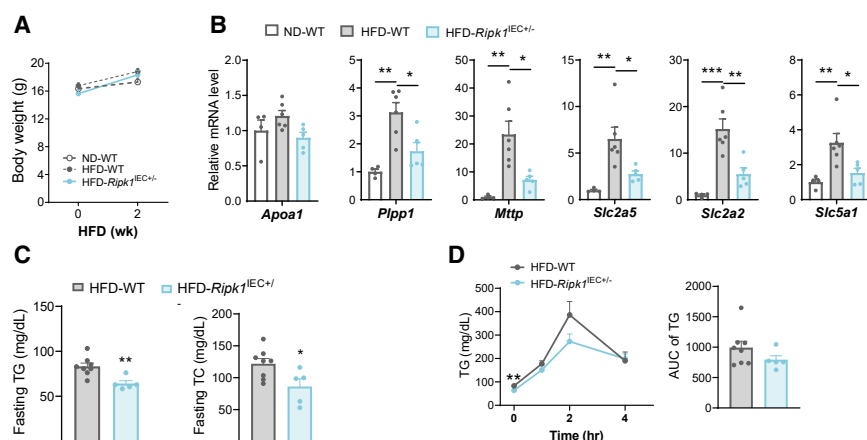 A
Body weight (g)
20
16
12
8
4
0
ND-WT
HFD-WT
HFD-Ripk1IEC+/-
0 2
HFD (wk)
B
ND-WT HFD-WT HFD-Ripk1IEC+/-
Relative mRNA level
2.0
1.5
1.0
0.5
0.0
Apoa1
5
4
3
2
1
0
** *
Plpp1
50
40
30
20
10
0
** *
Mttp
15
10
5
0
** *
Slc2a5
30
20
10
0
*** **
Slc2a2
8
6
4
2
0
** *
Slc5a1
C
HFD-WT HFD-Ripk1IEC+/
-
Fasting TG (mg/dL)
150
100
50
**
Fasting TC (mg/dL)
200
150
100
50
*
D
HFD-WT
HFD-Ripk1IEC+/-
TG (mg/dL)
500
400
300
200
100
0
**
0 2 4
Time (hr)
AUC of TG
2000
1500
1000
500
0